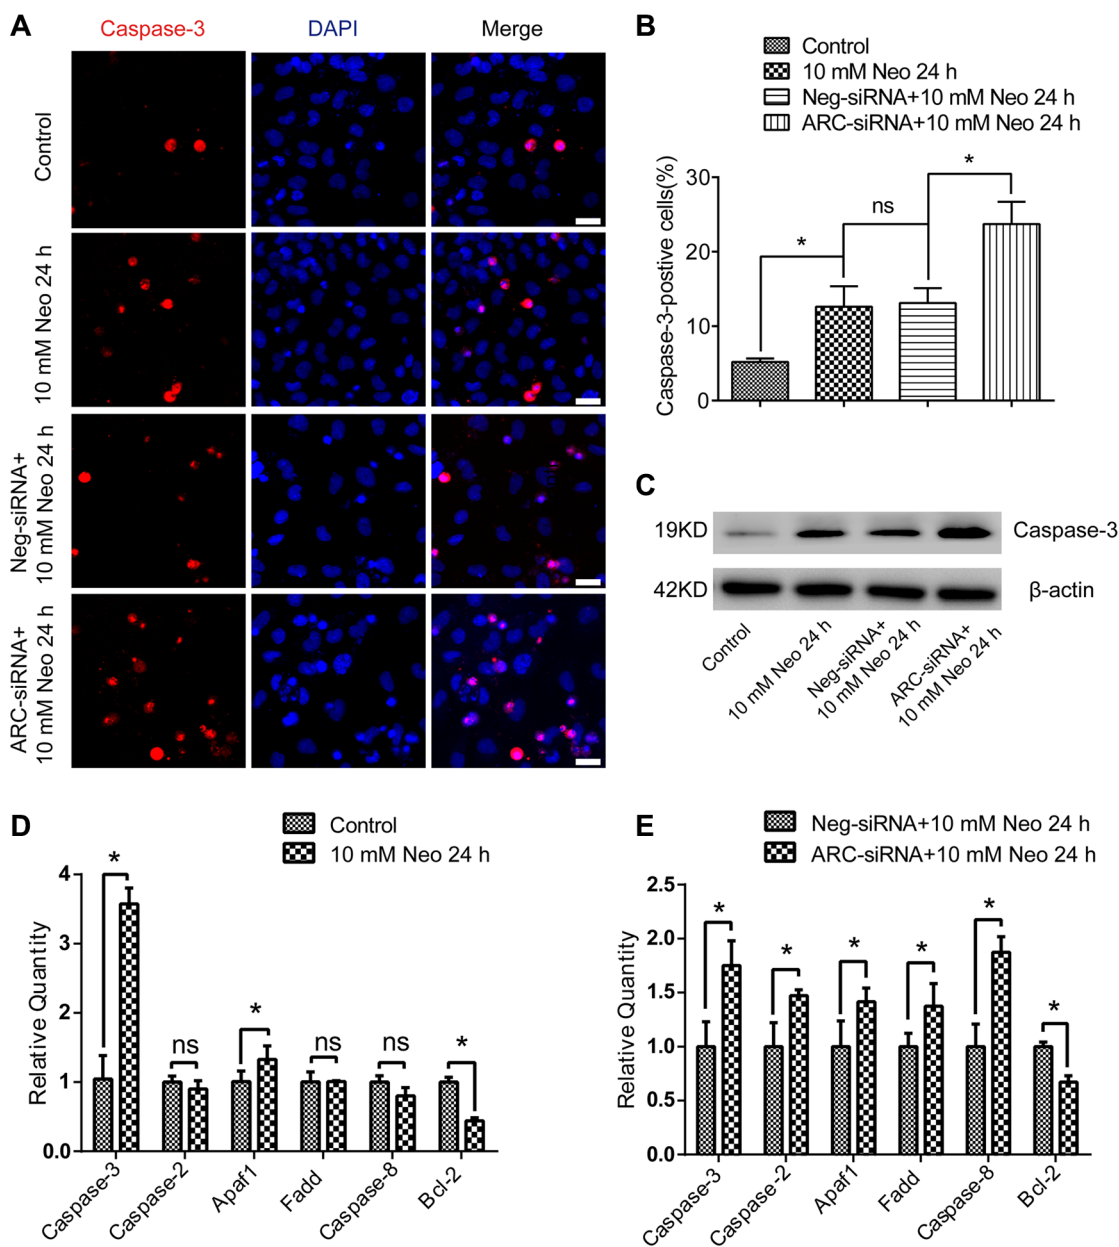 A
Caspase-3
DAPI
Merge
Control
10 mM Neo 24 h
Neg-siRNA+
10 mM Neo 24 h
ARC-siRNA+
10 mM Neo 24 h
B
Control
10 mM Neo 24 h
Neg-siRNA+10 mM Neo 24 h
ARC-siRNA+10 mM Neo 24 h
Caspase-3-postive cells(%)
30
20
10
0
*
ns
*
C
19KD
Caspase-3
42KD
β-actin
Control
10 mM Neo 24 h
Neg-siRNA+
10 mM Neo 24 h
ARC-siRNA+
10 mM Neo 24 h
D
Control
10 mM Neo 24 h
Relative Quantity
4
3
2
1
0.0
*
ns
*
ns
ns
*
Caspase-3
Caspase-2
Apaf1
Fadd
Caspase-8
Bcl-2
E
Neg-siRNA+10 mM Neo 24 h
ARC-siRNA+10 mM Neo 24 h
Relative Quantity
2.5
2.0
1.5
1.0
0.5
0.0
*
*
*
*
*
*
Caspase-3
Caspase-2
Apaf1
Fadd
Caspase-8
Bcl-2